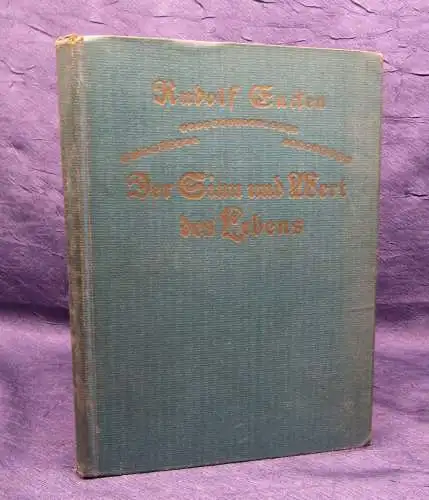 Rudolf Eucken
Der Sinn und Wert
des Lebens